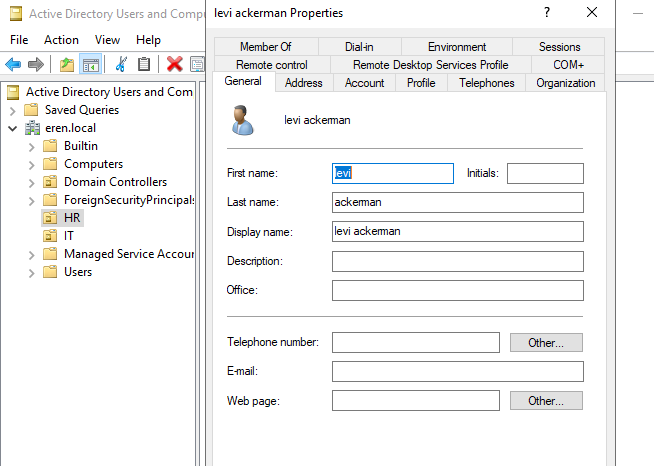 Active Directory Users and Compu
File Action View Help
Active Directory Users and Com
Saved Queries
eren.local
Builtin
Computers
Domain Controllers
ForeignSecurityPrincipals
HR
IT
Managed Service Accour
Users
levi ackerman Properties
Member Of Dial-in Environment Sessions
Remote control Remote Desktop Services Profile COM+
General Address Account Profile Telephones Organization
levi ackerman
First name: levi Initials:
Last name: ackerman
Display name: levi ackerman
Description:
Office:
Telephone number: Other...
E-mail:
Web page: Other...